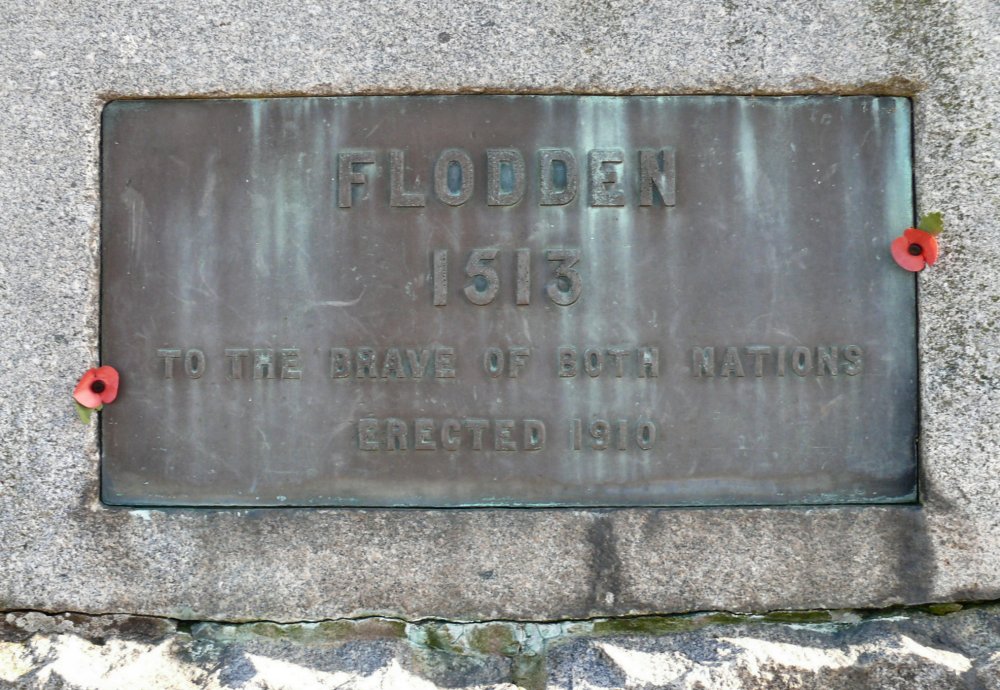 FLODDEN
1513
TO THE BRAVE OF BOTH NATIONS
ERECTED 1910